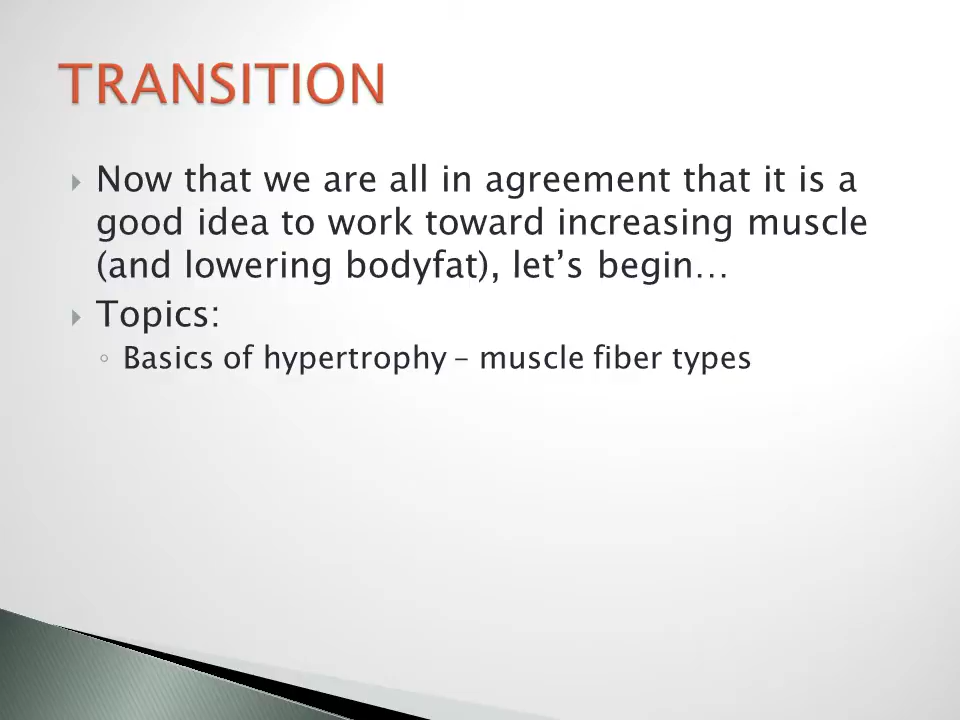 TRANSITION
Now that we are all in agreement that it is a
good idea to work toward increasing muscle
(and lowering bodyfat), let’s begin…
Topics:
Basics of hypertrophy – muscle fiber types